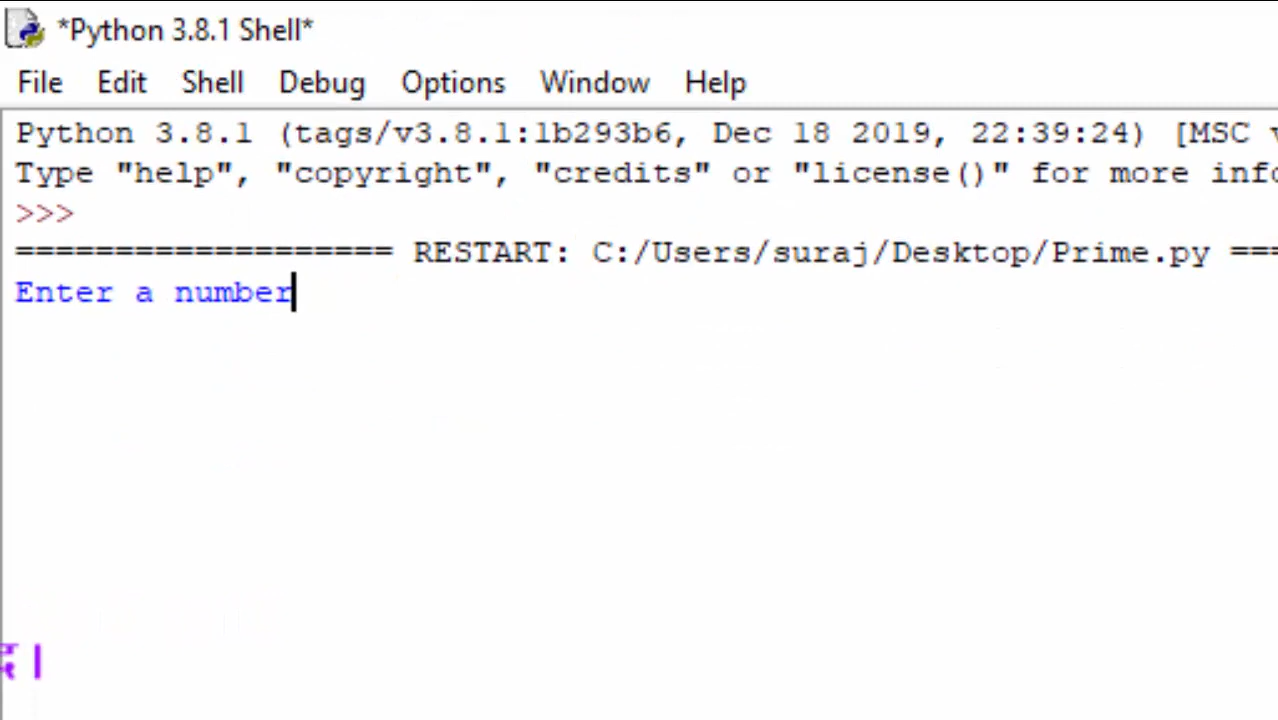 *Python 3.8.1 Shell*
File Edit Shell Debug Options Window Help
Python 3.8.1 (tags/v3.8.1:1b293b6, Dec 18 2019, 22:39:24) [MSC
Type "help", "copyright", "credits" or "license()" for more info
>>>
=================== RESTART: C:/Users/suraj/Desktop/Prime.py ===
Enter a number